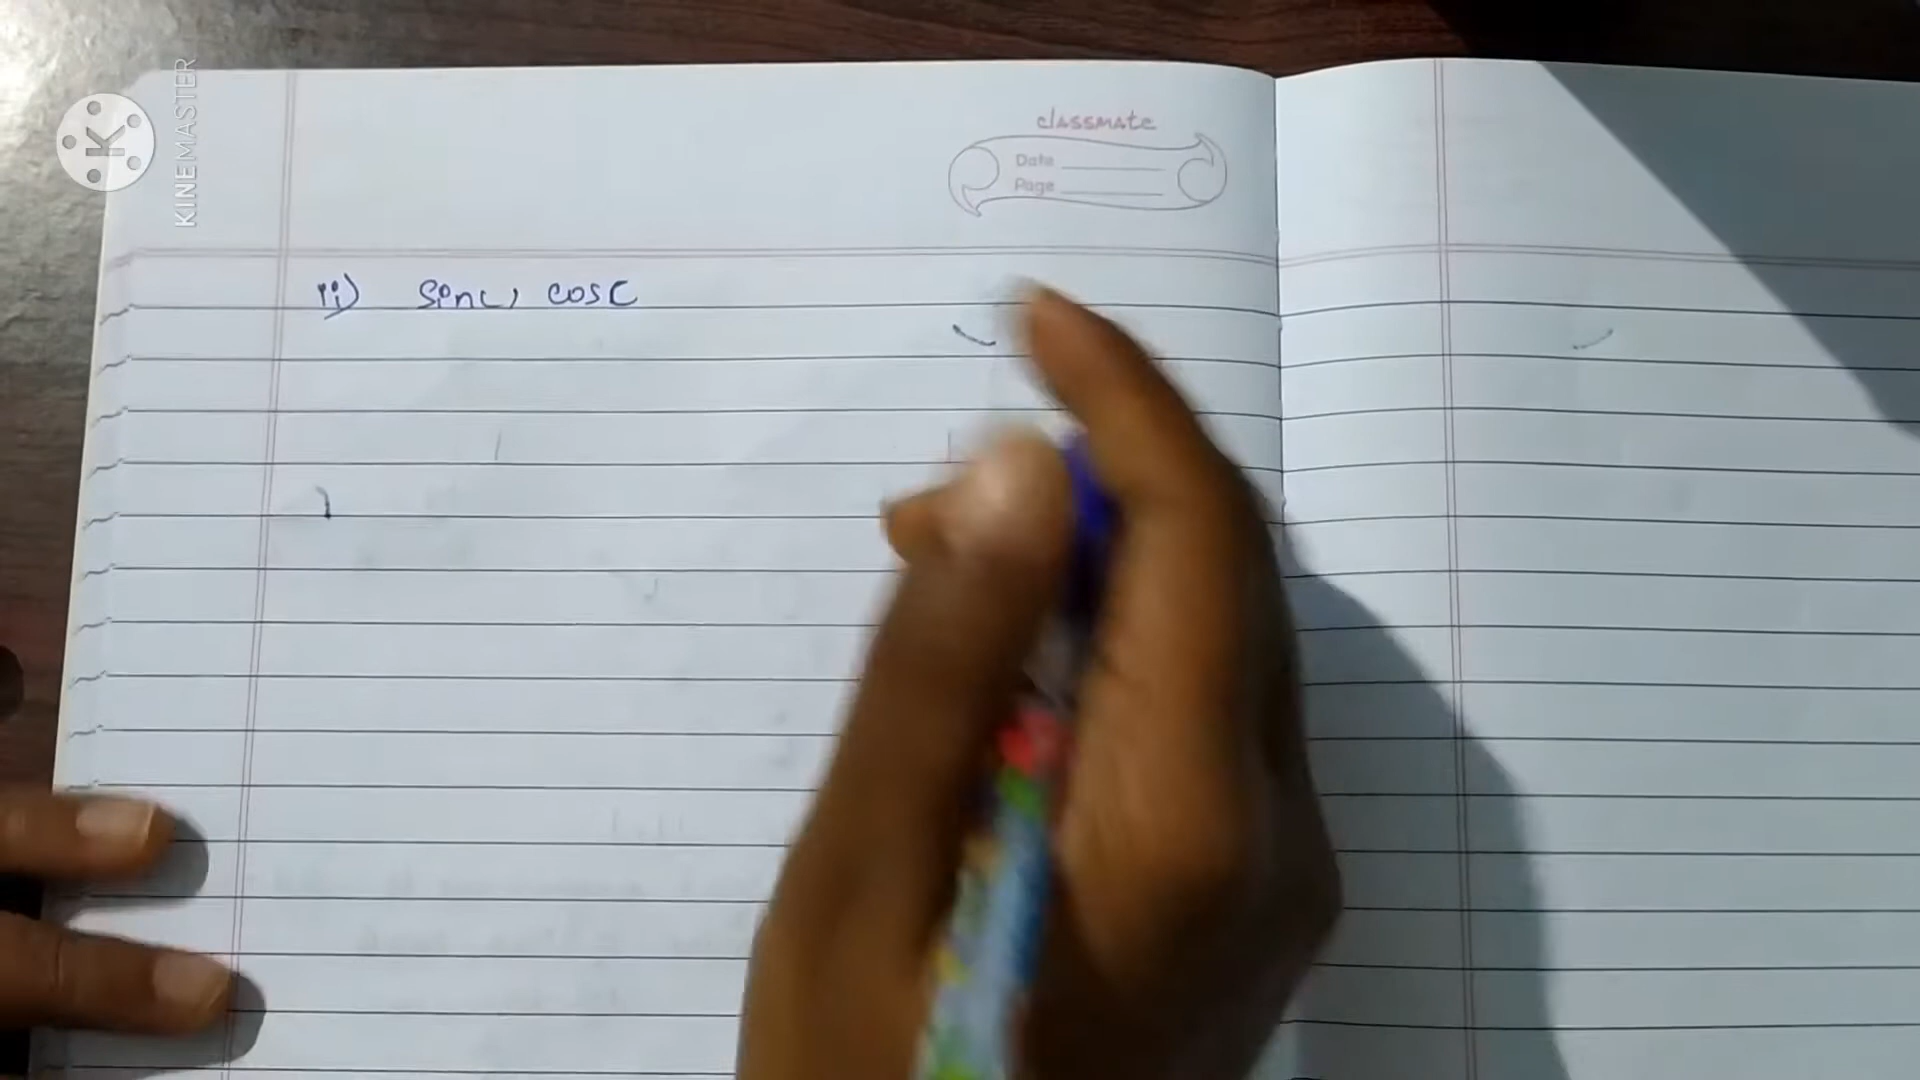 KINEMASTER
classmate
Date
Page
ii) sinc, cosc